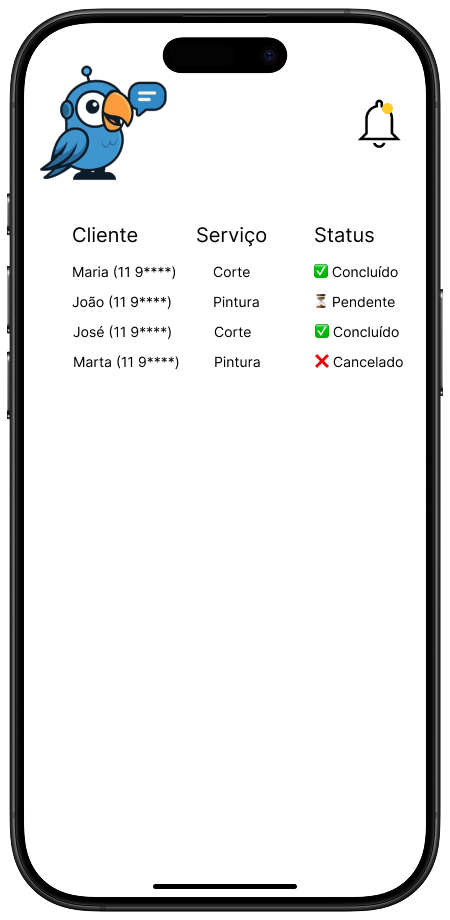 Cliente Serviço Status
Maria (11 9****) Corte ✅ Concluído
João (11 9****) Pintura ⏳ Pendente
José (11 9****) Corte ✅ Concluído
Marta (11 9****) Pintura ❌ Cancelado